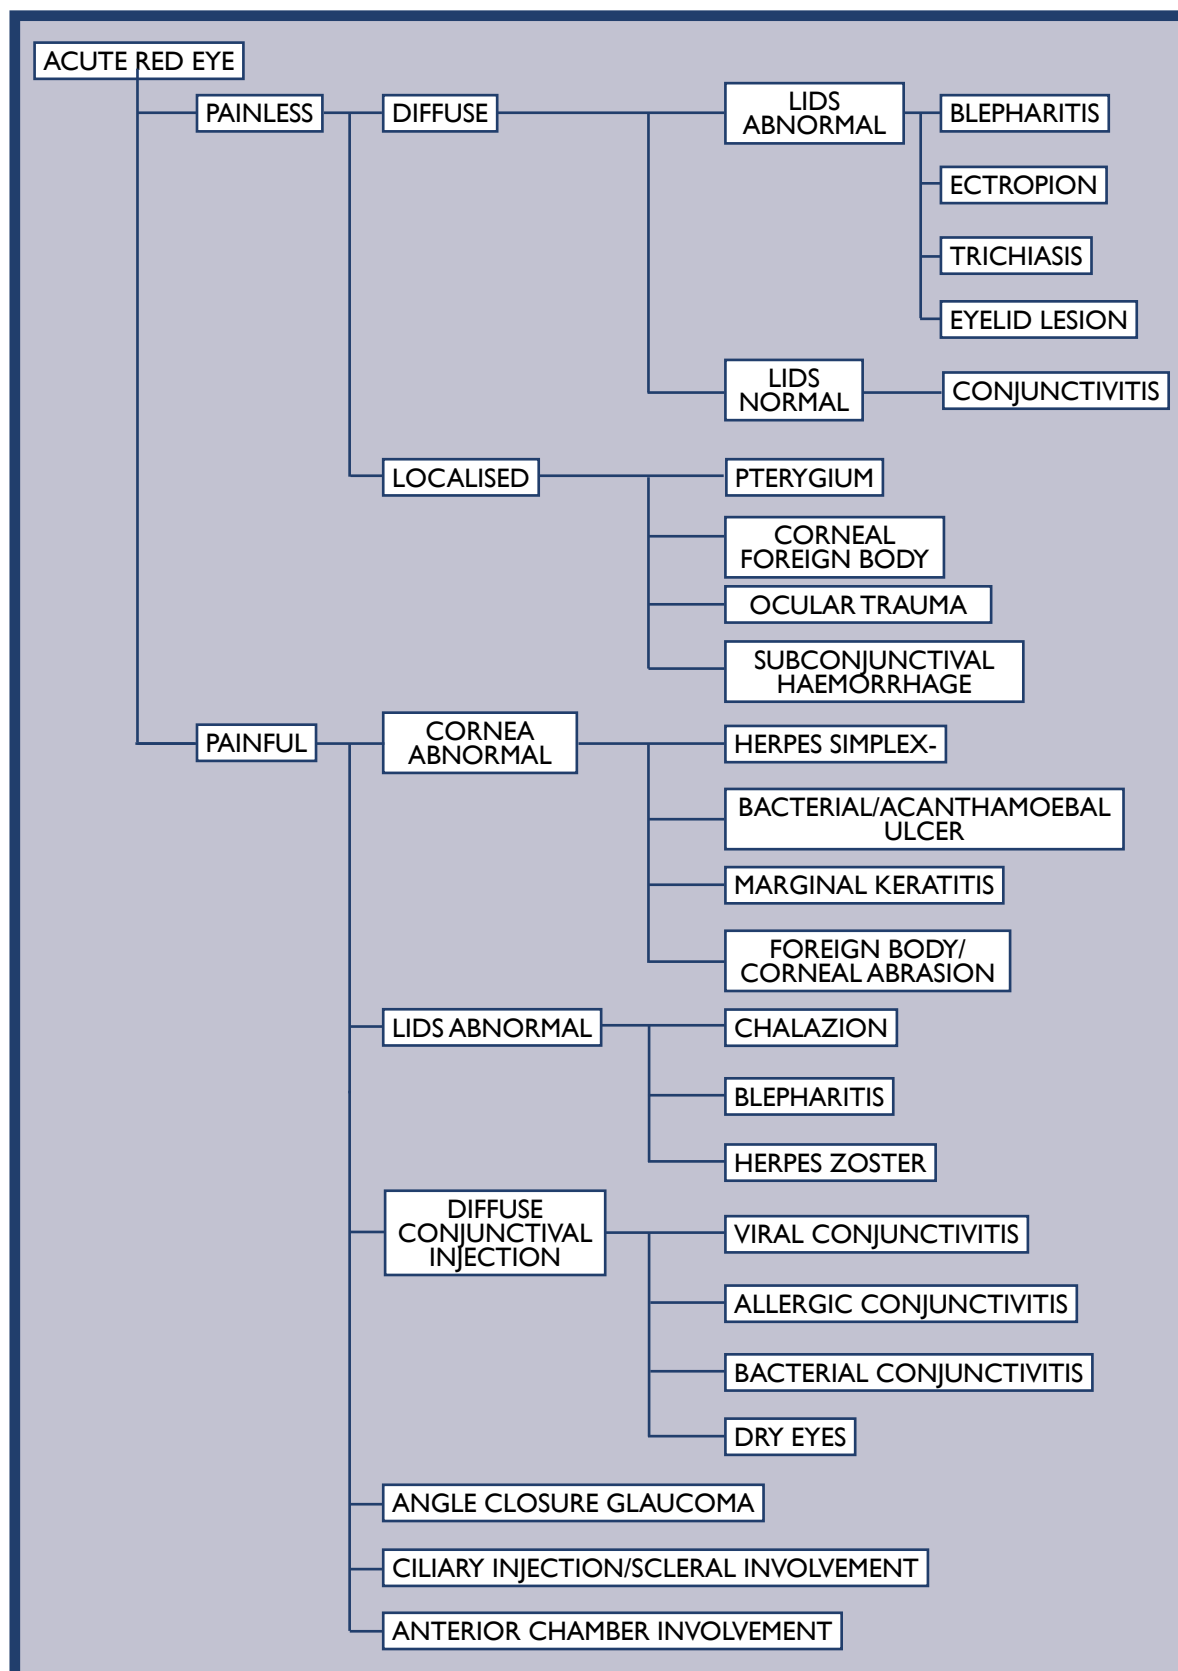 ACUTE RED EYE
PAINLESS
DIFFUSE
LIDS
ABNORMAL
BLEPHARITIS
ECTROPION
TRICHIASIS
EYELID LESION
LIDS
NORMAL
CONJUNCTIVITIS
LOCALISED
PTERYGIUM
CORNEAL
FOREIGN BODY
OCULAR TRAUMA
SUBCONJUNCTIVAL
HAEMORRHAGE
PAINFUL
CORNEA
ABNORMAL
HERPES SIMPLEX-
BACTERIAL/ACANTHAMOEBAL
ULCER
MARGINAL KERATITIS
FOREIGN BODY/
CORNEAL ABRASION
LIDS ABNORMAL
CHALAZION
BLEPHARITIS
HERPES ZOSTER
DIFFUSE
CONJUNCTIVAL
INJECTION
VIRAL CONJUNCTIVITIS
ALLERGIC CONJUNCTIVITIS
BACTERIAL CONJUNCTIVITIS
DRY EYES
ANGLE CLOSURE GLAUCOMA
CILIARY INJECTION/SCLERAL INVOLVEMENT
ANTERIOR CHAMBER INVOLVEMENT